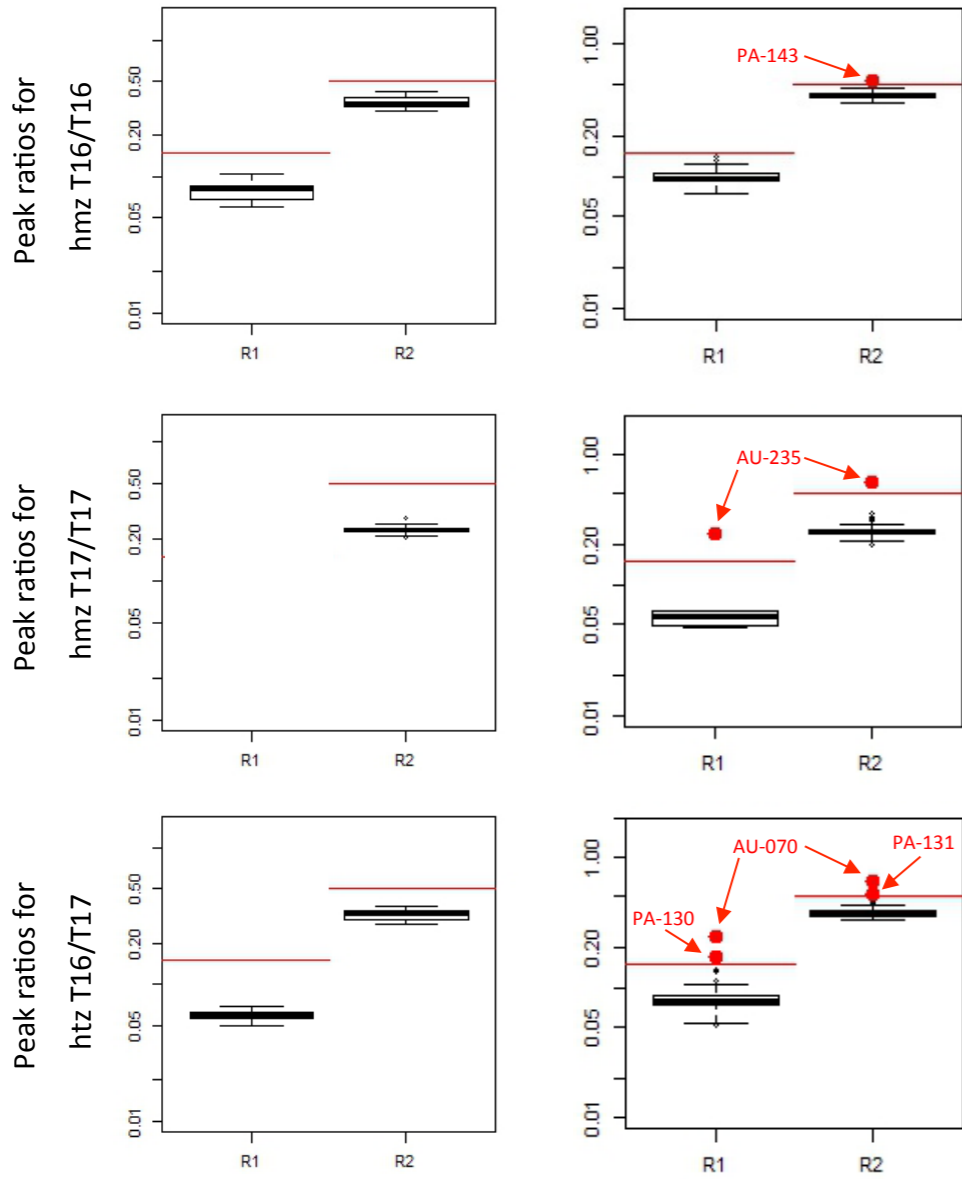 Peak ratios for
hmz T16/T16
0.50
0.20
0.05
0.01
R1
R2
1.00
0.20
0.05
0.01
PA-143
R1
R2
Peak ratios for
hmz T17/T17
0.50
0.20
0.05
0.01
R1
R2
1.00
0.20
0.05
0.01
AU-235
R1
R2
Peak ratios for
htz T16/T17
0.50
0.20
0.05
0.01
R1
R2
1.00
0.20
0.05
0.01
AU-070
PA-131
PA-130
R1
R2